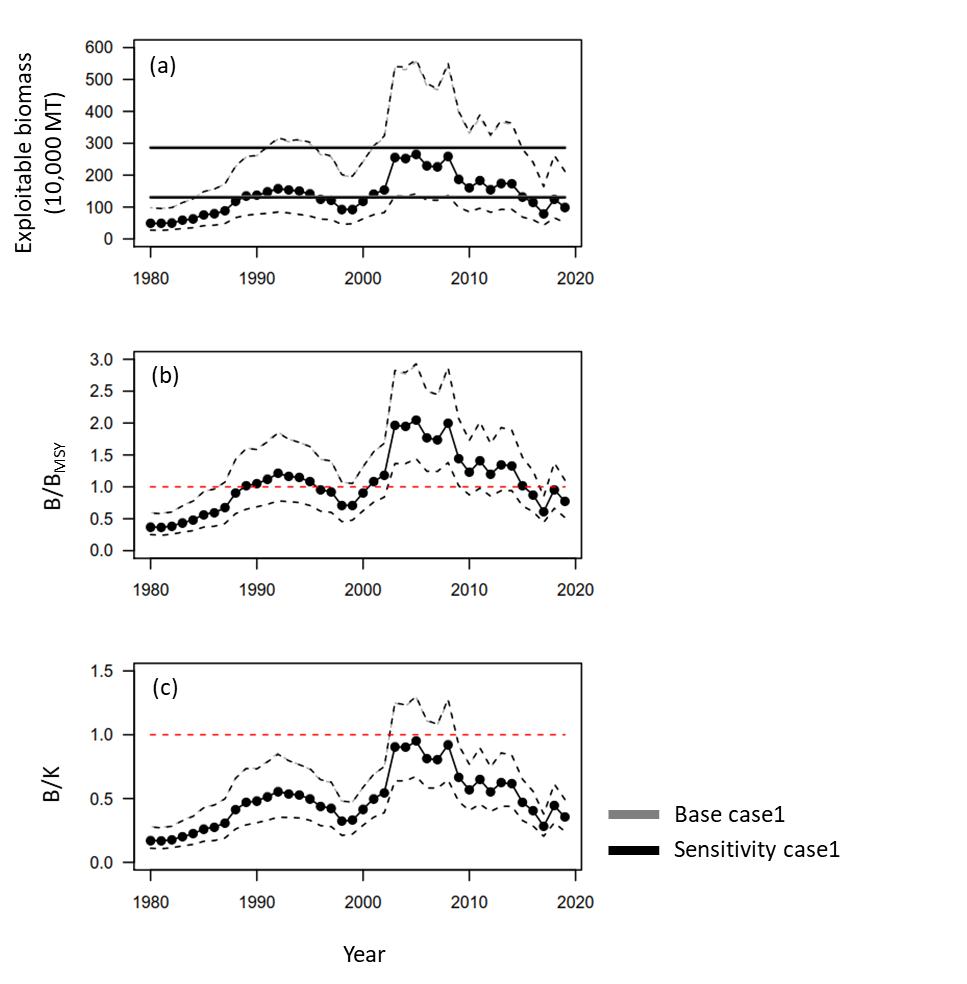 Exploitable biomass
(10,000 MT)
(a)
600
500
400
300
200
100
0
1980 1990 2000 2010 2020
B/BMSY
(b)
3.0
2.5
2.0
1.5
1.0
0.5
0.0
1980 1990 2000 2010 2020
B/K
(c)
1.5
1.0
0.5
0.0
1980 1990 2000 2010 2020
Year
Base case1
Sensitivity case1